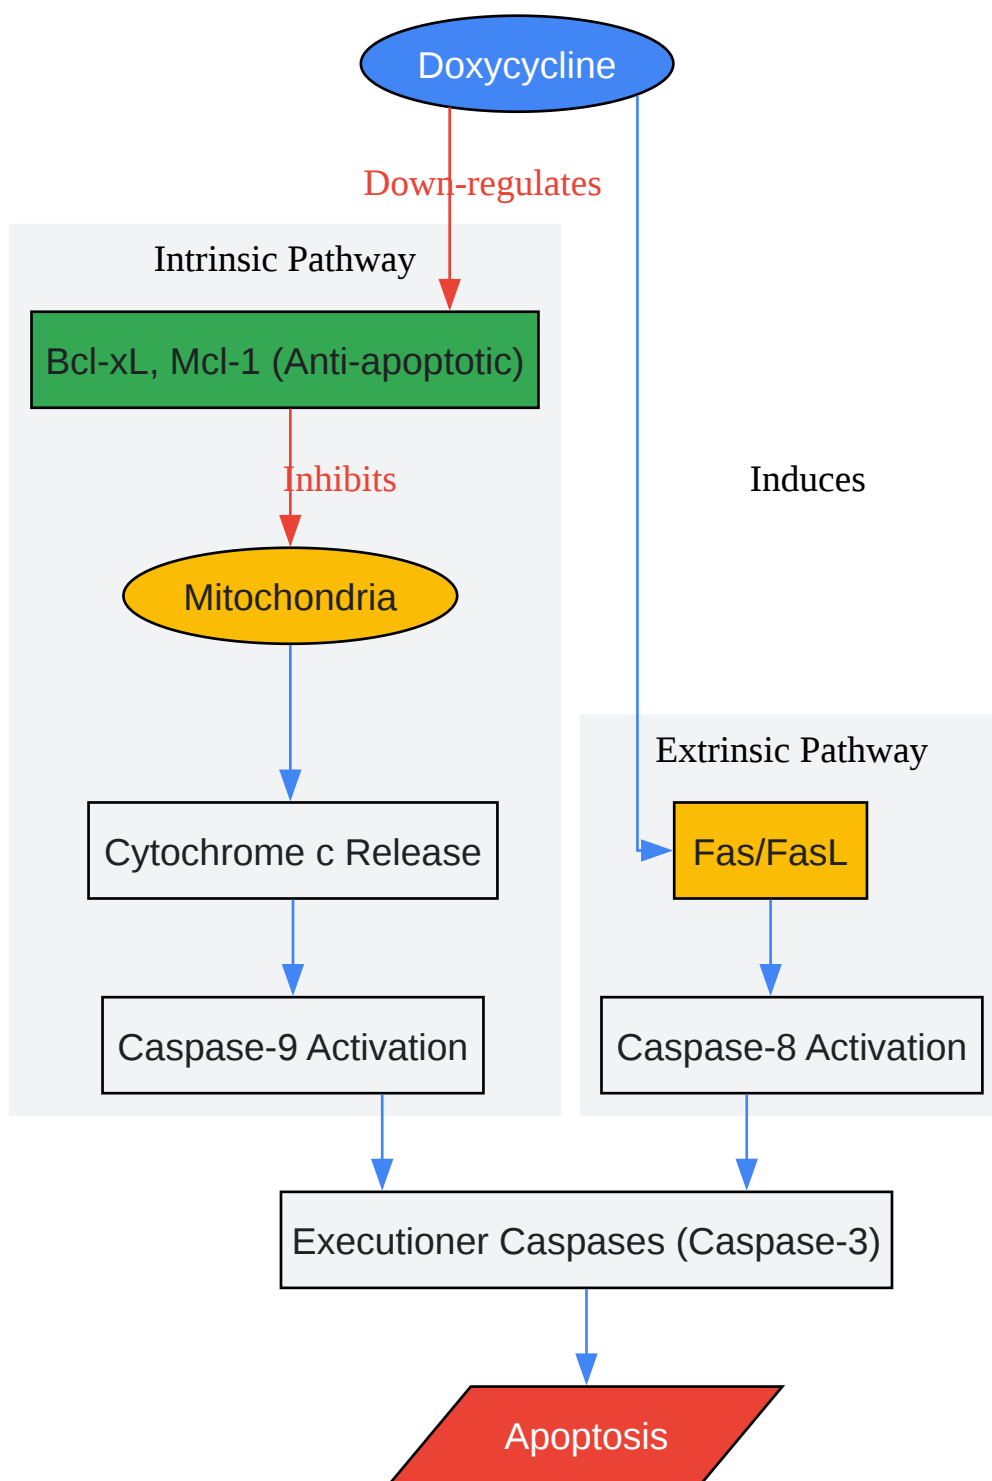 Doxycycline
Down-regulates
Intrinsic Pathway
Bcl-xL, Mcl-1 (Anti-apoptotic)
Inhibits
Induces
Mitochondria
Extrinsic Pathway
Cytochrome c Release
Fas/FasL
Caspase-9 Activation
Caspase-8 Activation
Executioner Caspases (Caspase-3)
Apoptosis